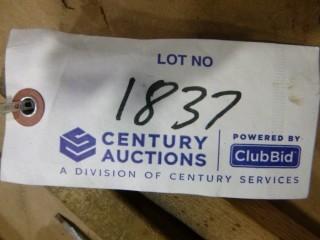 LOT NO
1837
CENTURY AUCTIONS
POWERED BY
ClubBid
A DIVISION OF CENTURY SERVICES